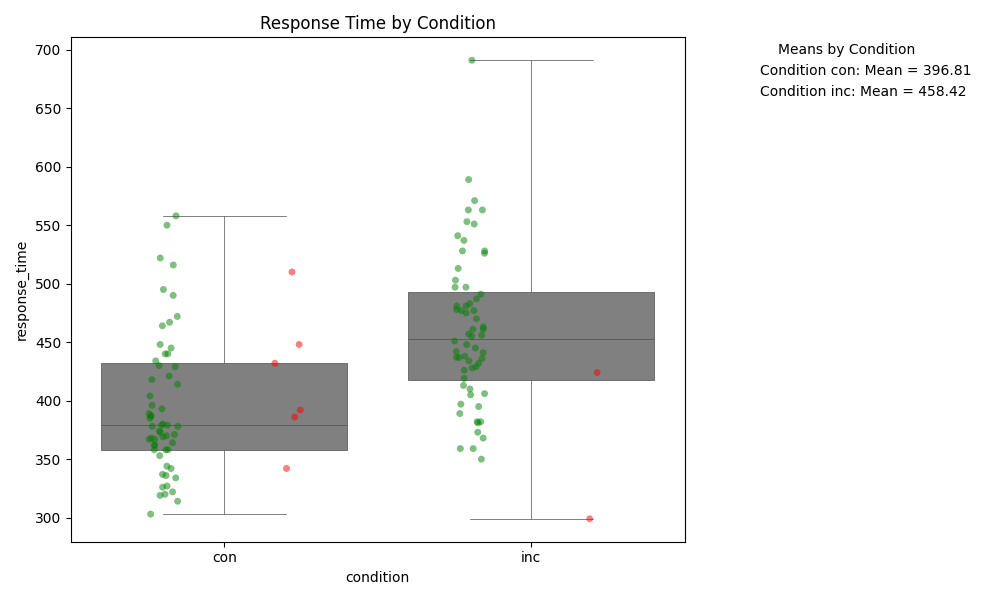 Response Time by Condition
700
650
600
550
500
450
400
350
300
response_time
con
inc
condition
Means by Condition
Condition con: Mean = 396.81
Condition inc: Mean = 458.42